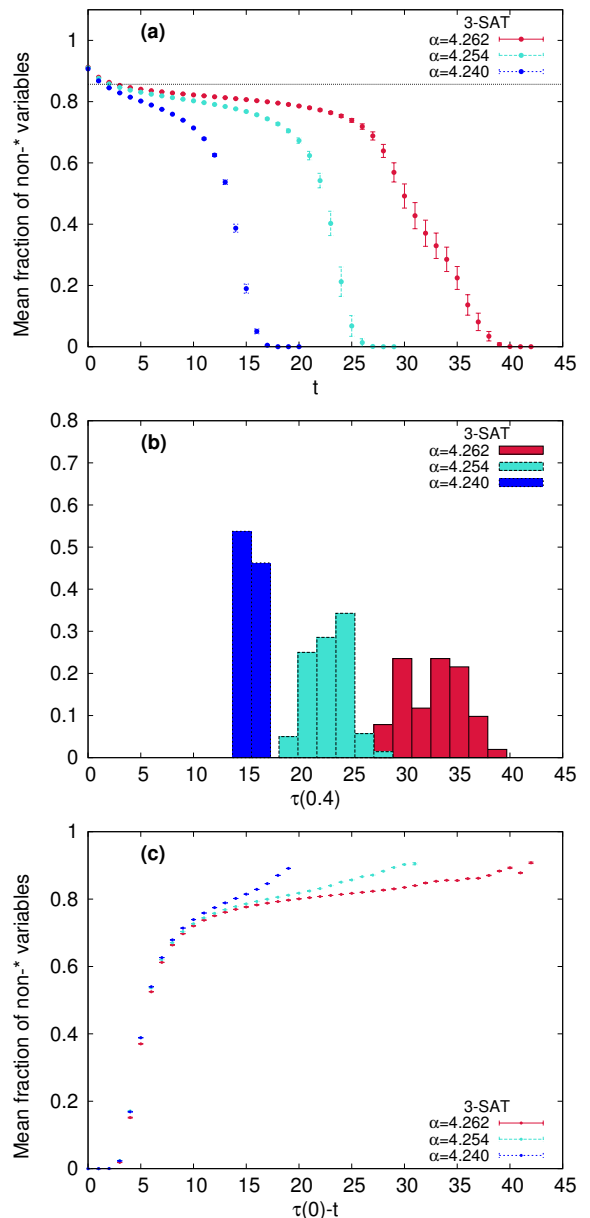 (a)
3-SAT
α=4.262
α=4.254
α=4.240
Mean fraction of non-* variables
1
0.8
0.6
0.4
0.2
0
0 5 10 15 20 25 30 35 40 45
t
(b)
3-SAT
α=4.262
α=4.254
α=4.240
0.8
0.7
0.6
0.5
0.4
0.3
0.2
0.1
0
0 5 10 15 20 25 30 35 40 45
τ(0.4)
(c)
Mean fraction of non-* variables
1
0.8
0.6
0.4
0.2
0
3-SAT
α=4.262
α=4.254
α=4.240
0 5 10 15 20 25 30 35 40 45
τ(0)-t